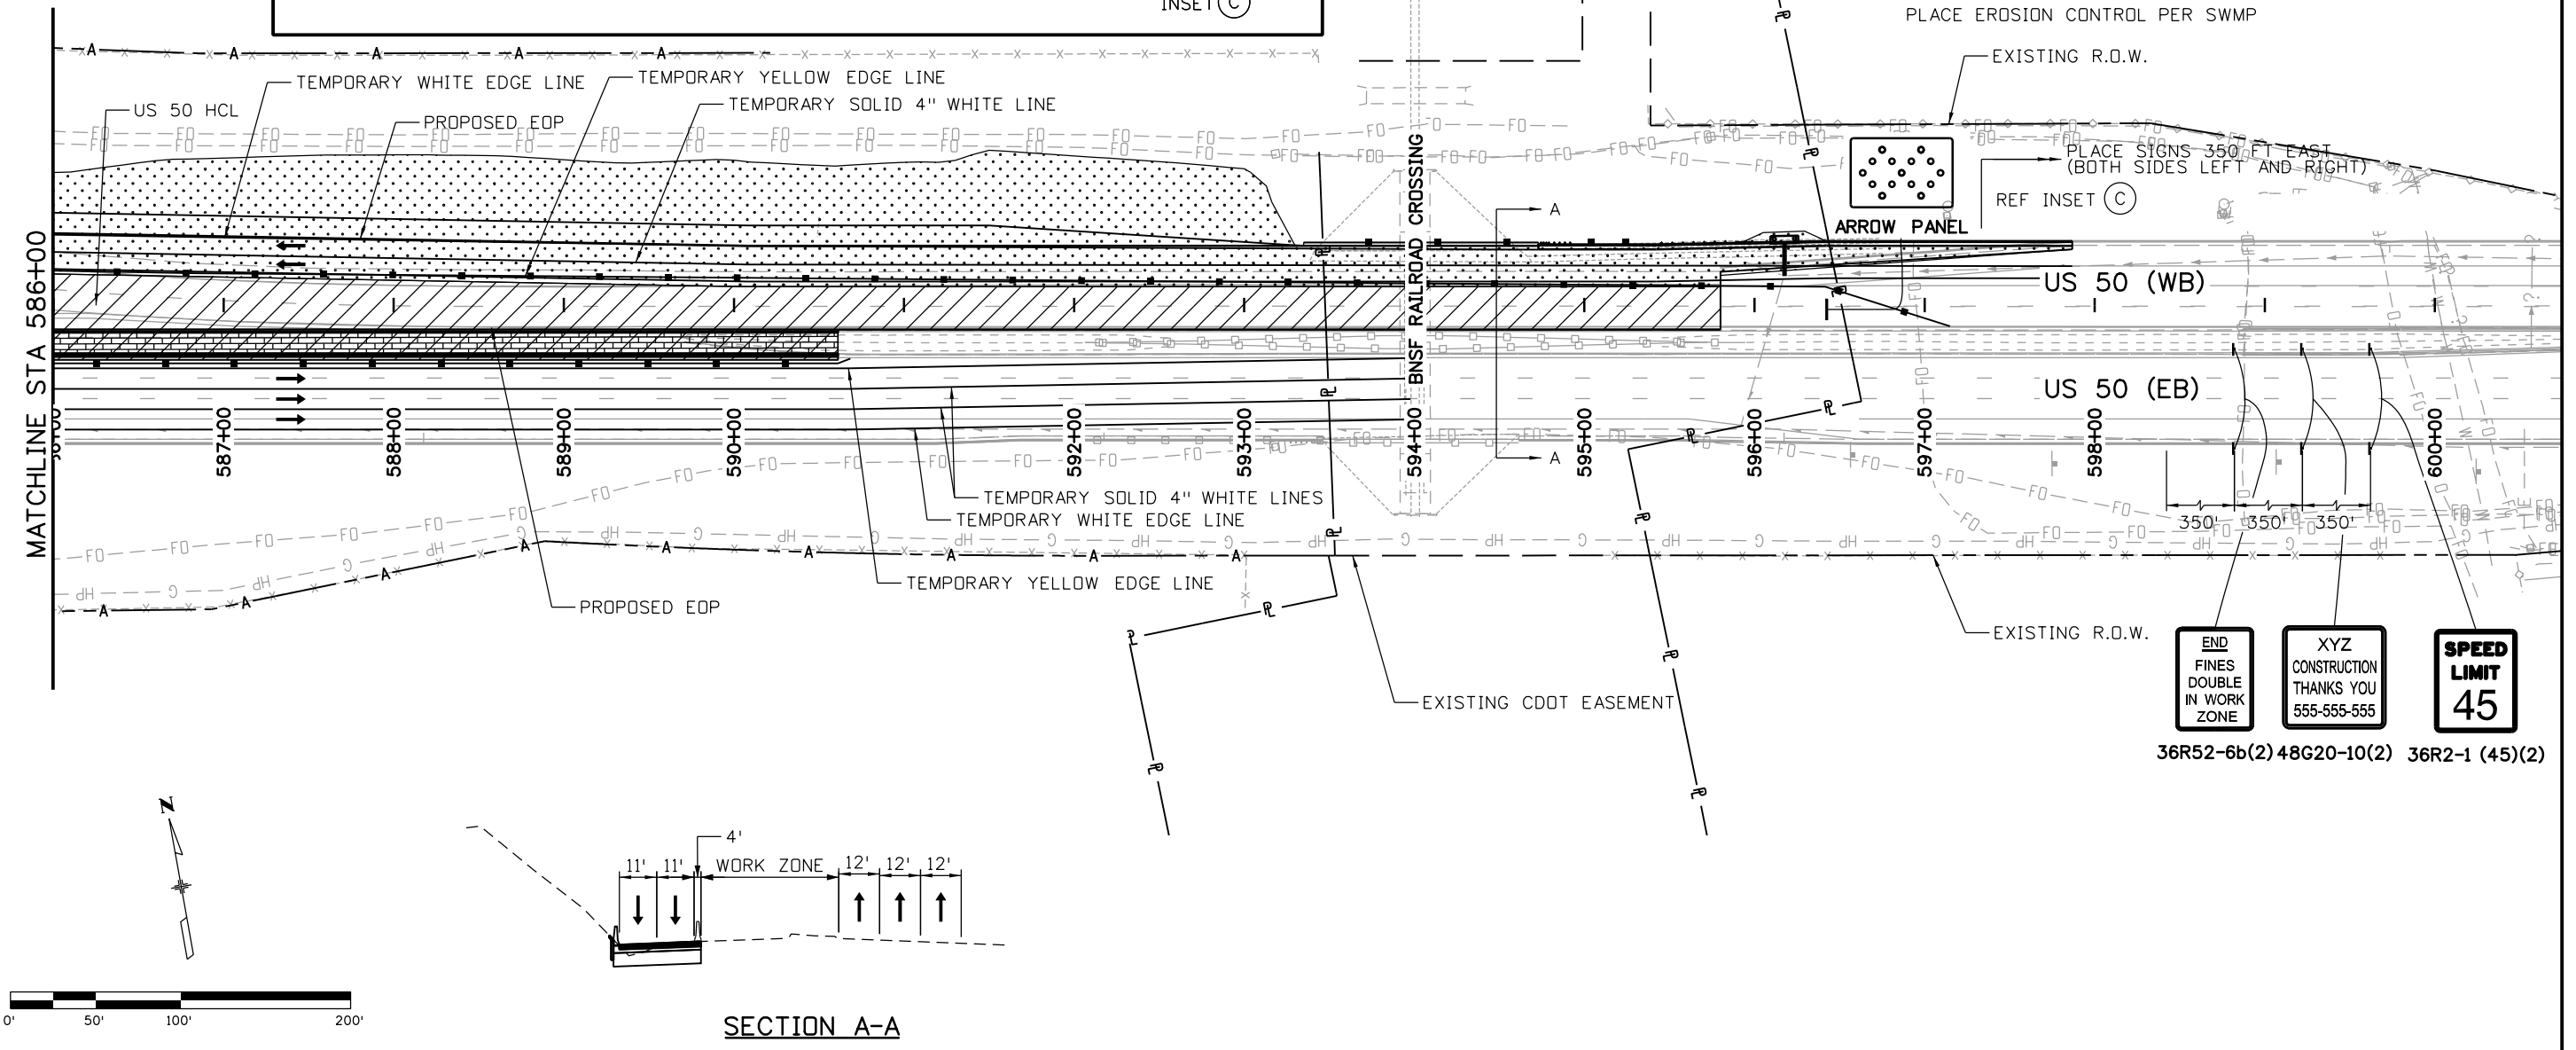 INSET C
PLACE EROSION CONTROL PER SWMP
EXISTING R.O.W.
TEMPORARY WHITE EDGE LINE
TEMPORARY YELLOW EDGE LINE
TEMPORARY SOLID 4" WHITE LINE
US 50 HCL
PROPOSED EOP
PLACE SIGNS 350 FT EAST
(BOTH SIDES LEFT AND RIGHT)
REF INSET C
ARROW PANEL
A
BNSF RAILROAD CROSSING
MATCHLINE STA 586+00
US 50 (WB)
US 50 (EB)
587+00
588+00
589+00
590+00
592+00
593+00
594+00
595+00
596+00
597+00
598+00
600+00
A
TEMPORARY SOLID 4" WHITE LINES
TEMPORARY WHITE EDGE LINE
TEMPORARY YELLOW EDGE LINE
PROPOSED EOP
350' 350' 350'
EXISTING R.O.W.
EXISTING CDOT EASEMENT
END
FINES
DOUBLE
IN WORK
ZONE
36R52-6b(2)
XYZ
CONSTRUCTION
THANKS YOU
555-555-555
48G20-10(2)
SPEED
LIMIT
45
36R2-1 (45)(2)
N
4'
11' 11' WORK ZONE 12' 12' 12'
0' 50' 100' 200'
SECTION A-A